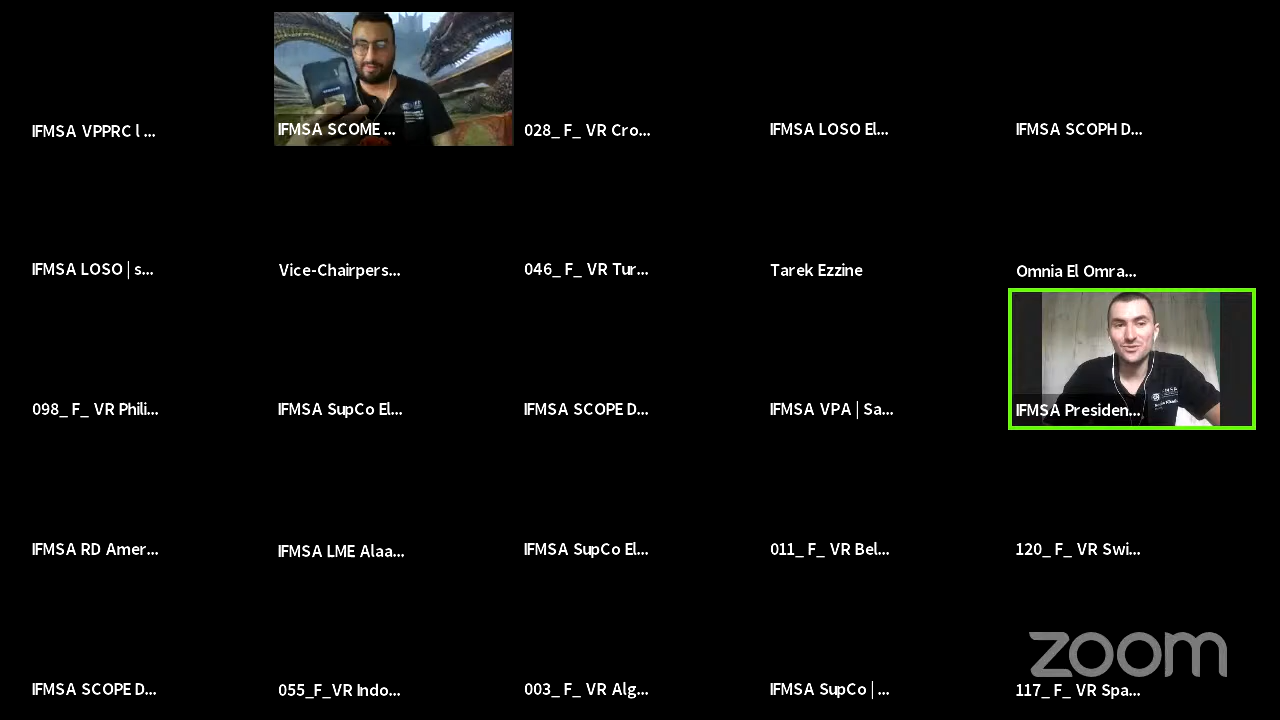 IFMSA VPPRC l ...
SAMSUNG
IFMSA SCOME ...
028_ F_ VR Cro...
IFMSA LOSO El...
IFMSA SCOPH D...
IFMSA LOSO | s...
Vice-Chairpers...
046_ F_ VR Tur...
Tarek Ezzine
Omnia El Omra...
098_ F_ VR Phili...
IFMSA SupCo El...
IFMSA SCOPE D...
IFMSA VPA | Sa...
IFMSA
IFMSA Presiden...
IFMSA RD Amer...
IFMSA LME Alaa...
IFMSA SupCo El...
011_ F_ VR Bel...
120_ F_ VR Swi...
zoom
IFMSA SCOPE D...
055_F_VR Indo...
003_ F_ VR Alg...
IFMSA SupCo | ...
117_ F_ VR Spa...